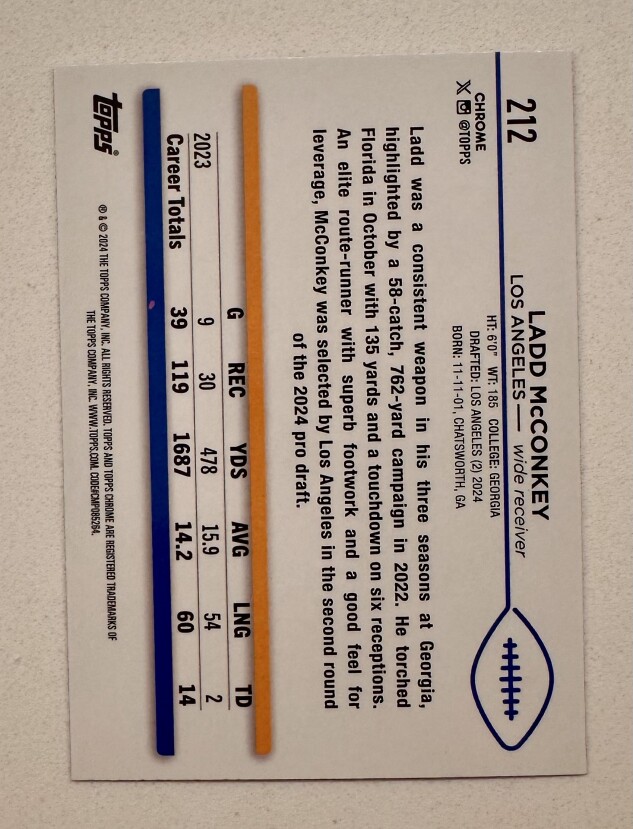 212
CHROME
X @TOPPS
LADD McCONKEY
LOS ANGELES — wide receiver
HT: 6'0" WT: 185 COLLEGE: GEORGIA
DRAFTED: LOS ANGELES (2) 2024
BORN: 11-11-01, CHATSWORTH, GA
Ladd was a consistent weapon in his three seasons at Georgia,
highlighted by a 58-catch, 762-yard campaign in 2022. He torched
Florida in October with 135 yards and a touchdown on six receptions.
An elite route-runner with superb footwork and a good feel for
leverage, McConkey was selected by Los Angeles in the second round
of the 2024 pro draft.
G REC YDS AVG LNG TD
2023 9 30 478 15.9 54 2
Career Totals 39 119 1687 14.2 60 14
topps®
® & © 2024 THE TOPPS COMPANY, INC. ALL RIGHTS RESERVED. TOPPS AND TOPPS CHROME ARE REGISTERED TRADEMARKS OF
THE TOPPS COMPANY, INC. WWW.TOPPS.COM. CODE#CMP085264.